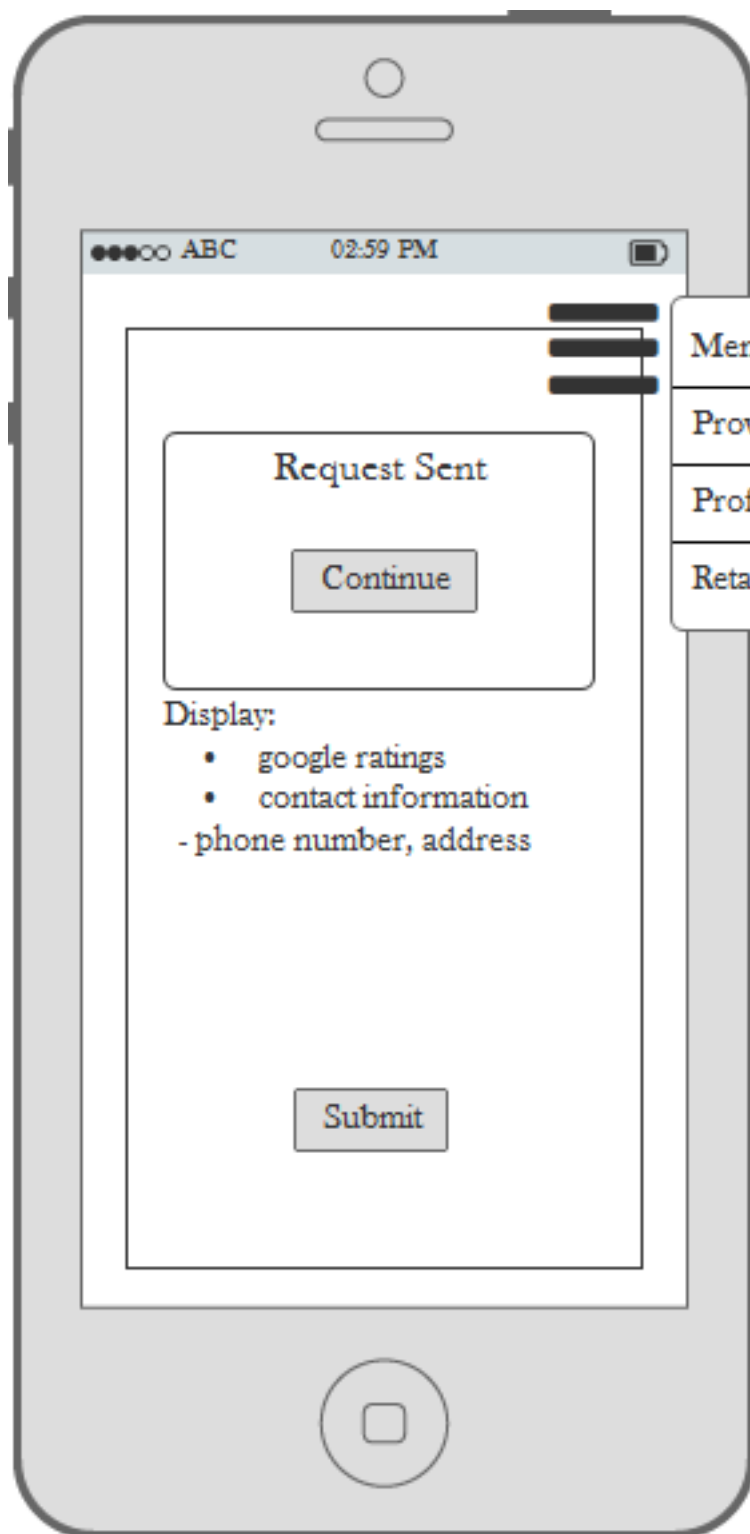 ABC 02:59 PM
Request Sent
Continue
Display:
• google ratings
• contact information
- phone number, address
Submit